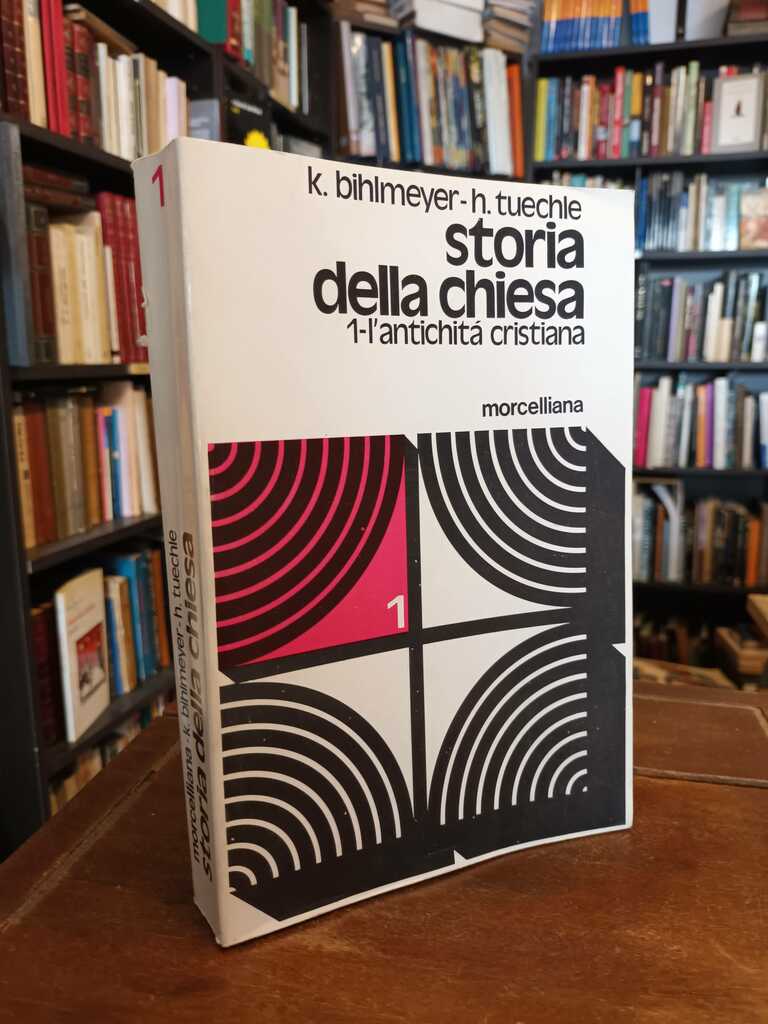 1
k. bihlmeyer-h. tuechle
storia
della chiesa
1-l'antichitá cristiana
morcelliana
1
morcelliana-k. bihlmeyer-h. tuechle
storia della chiesa